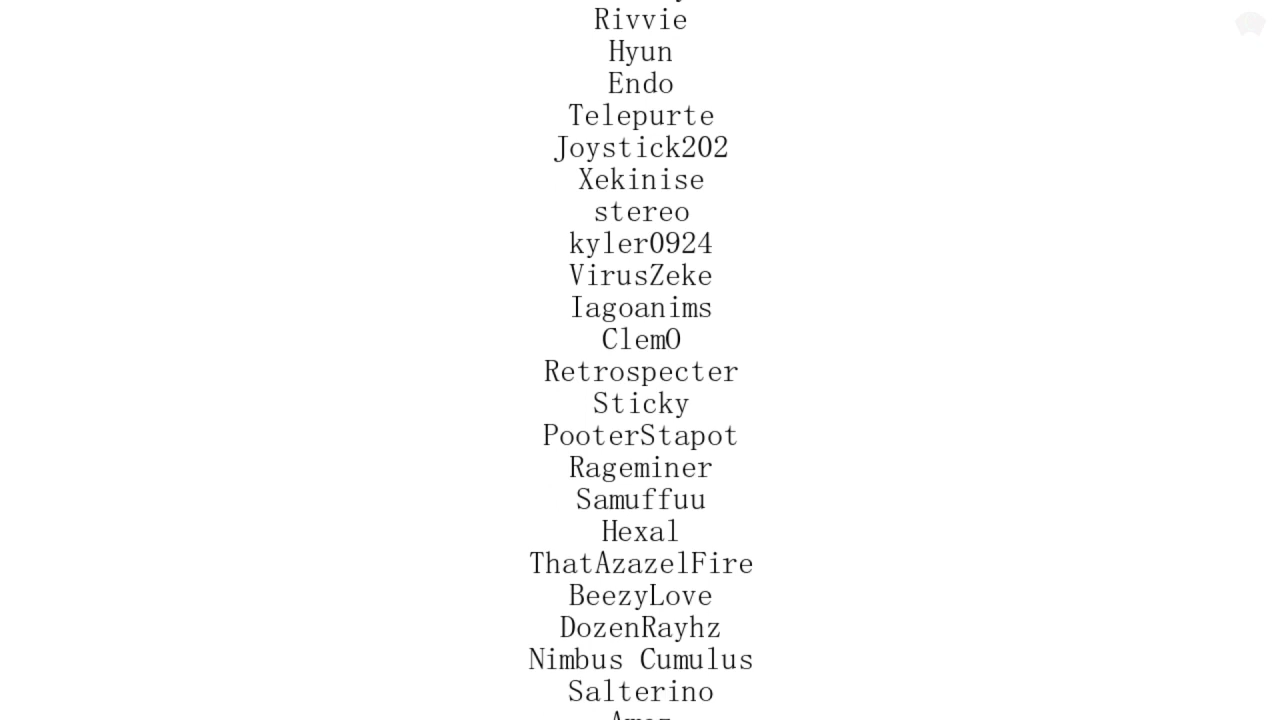 Rivvie
Hyun
Endo
Telepurte
Joystick202
Xekinise
stereo
kyler0924
VirusZeke
Iagoanims
ClemO
Retrospecter
Sticky
PooterStapot
Rageminer
Samuffuu
Hexal
ThatAzazelFire
BeezyLove
DozenRayhz
Nimbus Cumulus
Salterino